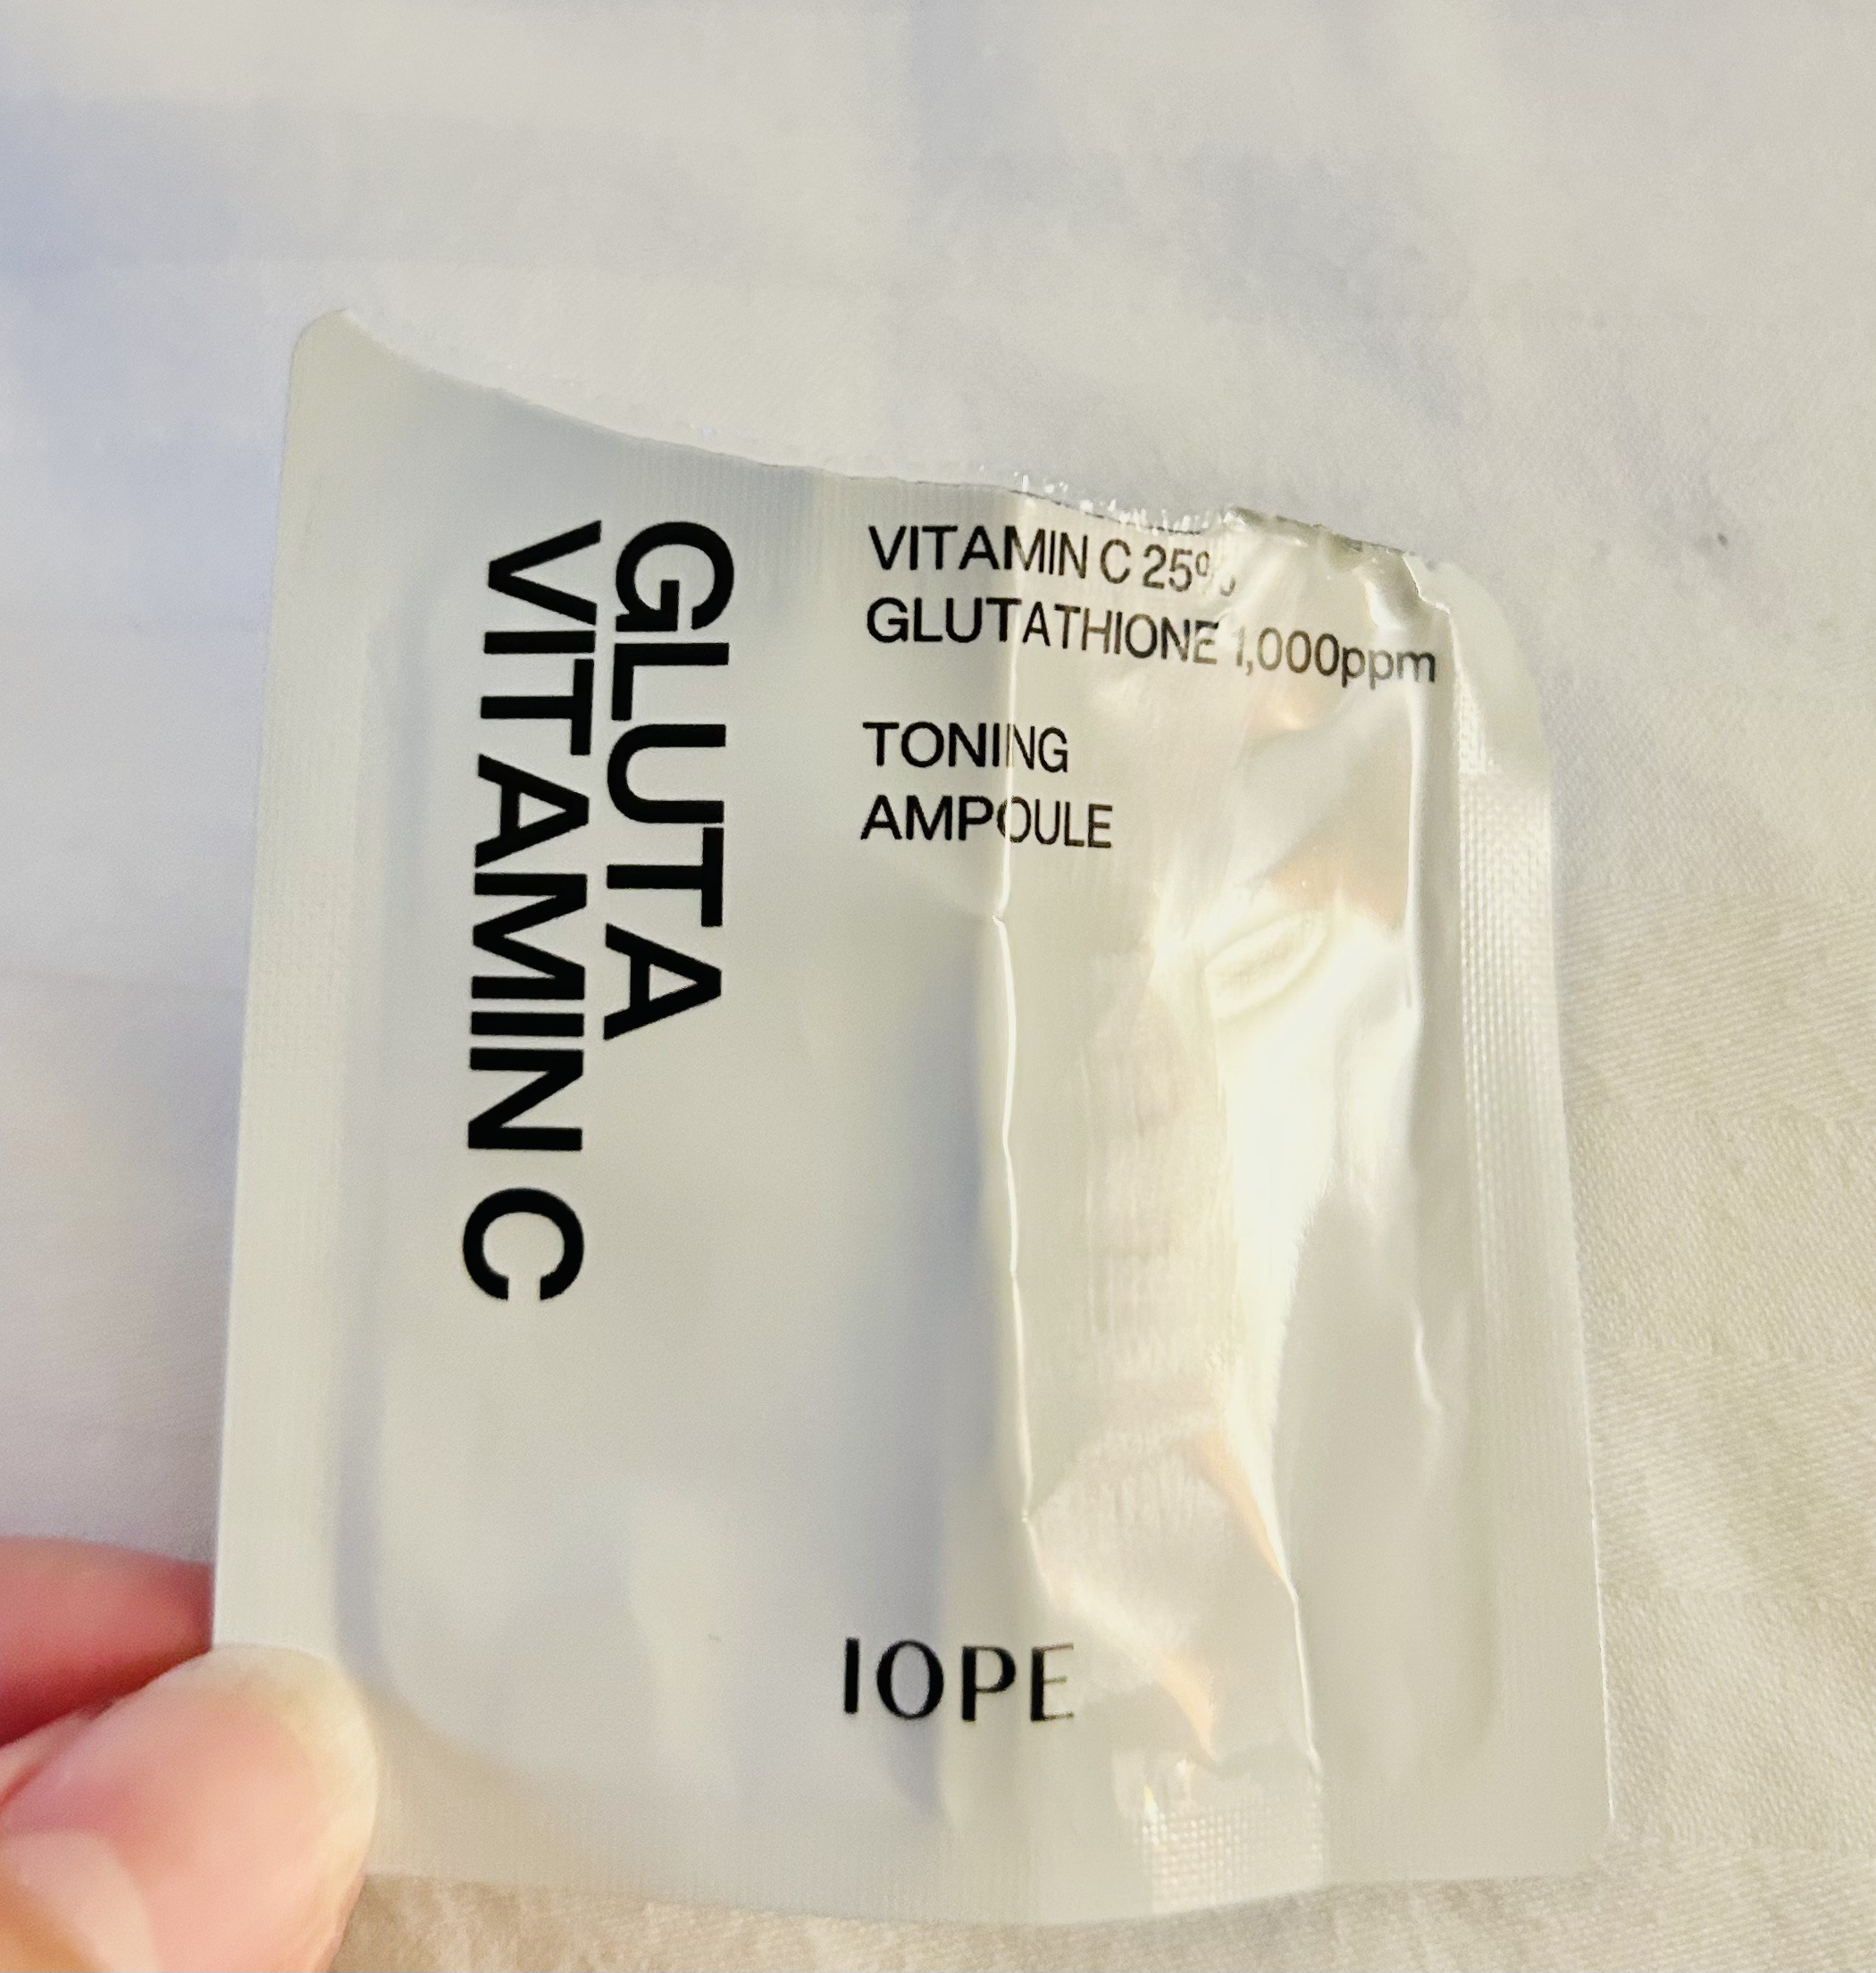 GLUTA
VITAMIN C
VITAMIN C 25%
GLUTATHIONE 1,000ppm
TONING
AMPOULE
IOPE